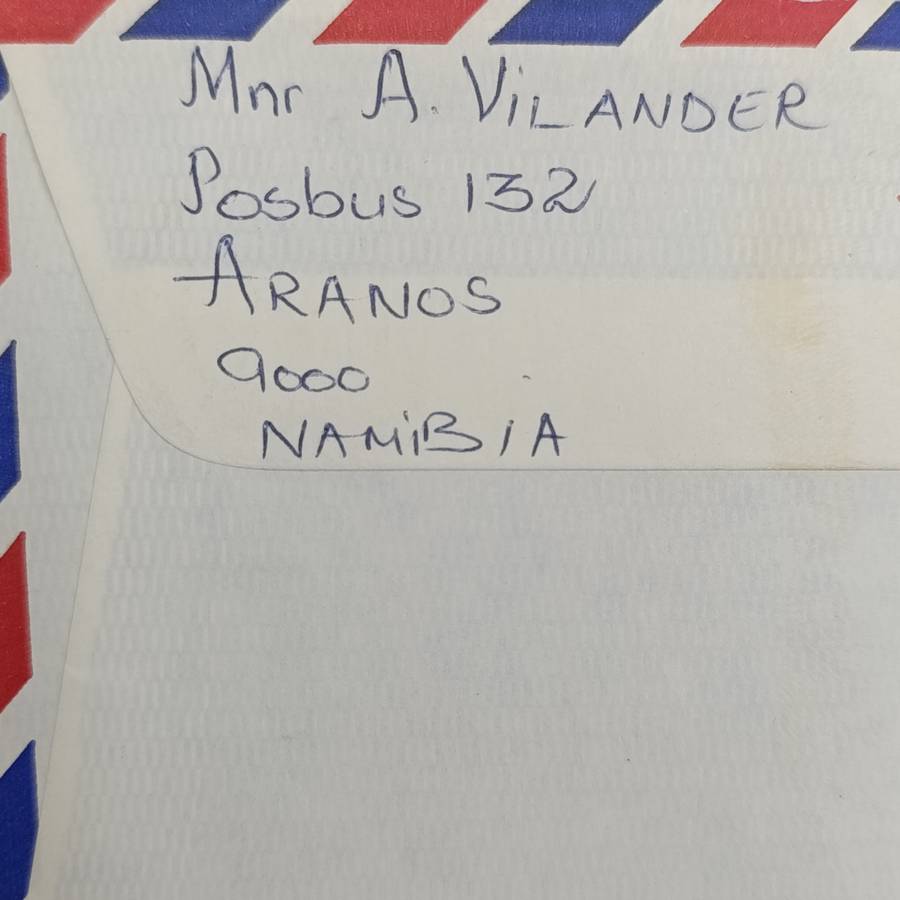 Mnr A. ViLANDER
Posbus 132
ARANOS
9000
NAMiBIA